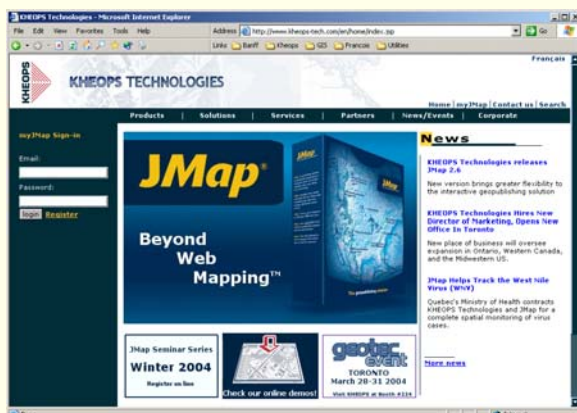 KHEOPS Technologies - Microsoft Internet Explorer
File Edit View Favorites Tools Help
Address http://www.kheops-tech.com/en/home/index.jsp
Go
Links Banff Kheops GIS Francois Utilities
Français
KHEOPS
KHEOPS TECHNOLOGIES
Home | myJMap | Contact us | Search
Products | Solutions | Services | Partners | News/Events | Corporate
myJMap Sign-in
Email:
Password:
login Register
JMap®
Beyond
Web
Mapping™
JMap
News
KHEOPS Technologies releases
JMap 2.6
New version brings greater flexibility to
the interactive geopublishing solution
KHEOPS Technologies Hires New
Director of Marketing, Opens New
Office In Toronto
New place of business will oversee
expansion in Ontario, Western Canada,
and the Midwestern US.
JMap Helps Track the West Nile
Virus (WNV)
Quebec's Ministry of Health contracts
KHEOPS Technologies and JMap for a
complete spatial monitoring of virus
cases.
More news
JMap Seminar Series
Winter 2004
Register on line
Check our online demos!
geotec
event
TORONTO
March 28-31 2004
Visit KHEOPS at Booth #224